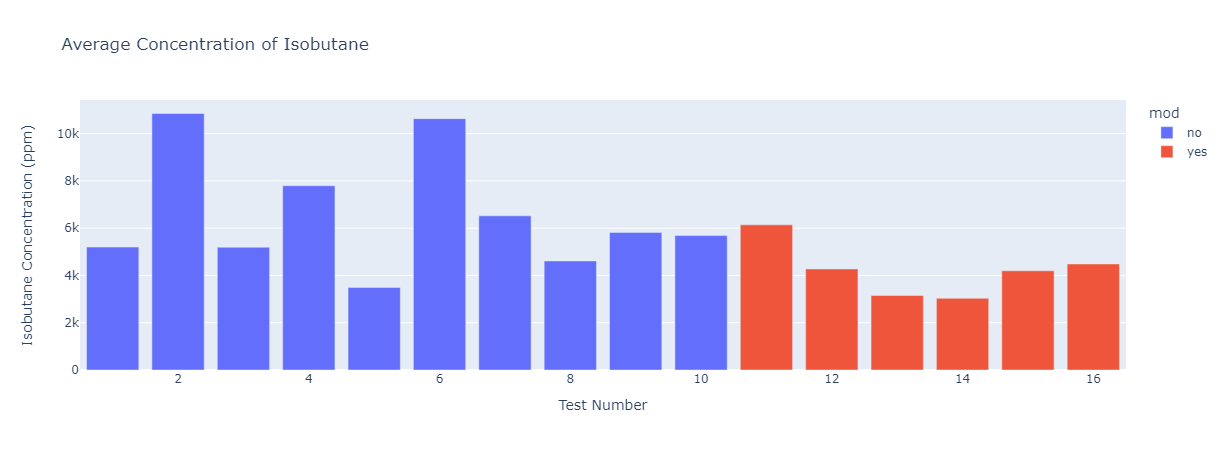 Average Concentration of Isobutane
Isobutane Concentration (ppm)
10k
8k
6k
4k
2k
0
2 4 6 8 10 12 14 16
Test Number
mod
no
yes